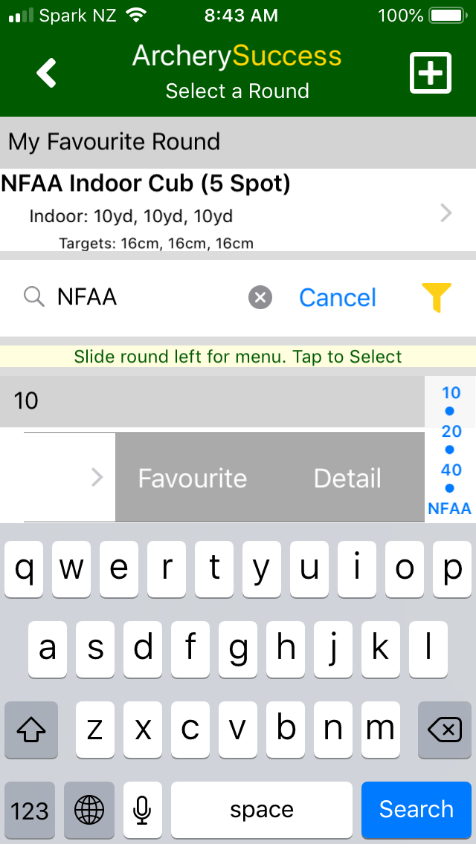 Spark NZ 8:43 AM 100%
ArcherySuccess
Select a Round
My Favourite Round
NFAA Indoor Cub (5 Spot)
Indoor: 10yd, 10yd, 10yd
Targets: 16cm, 16cm, 16cm
NFAA Cancel
Slide round left for menu. Tap to Select
10
10
20
40
NFAA
Favourite Detail
q w e r t y u i o p
a s d f g h j k l
z x c v b n m
123 space Search